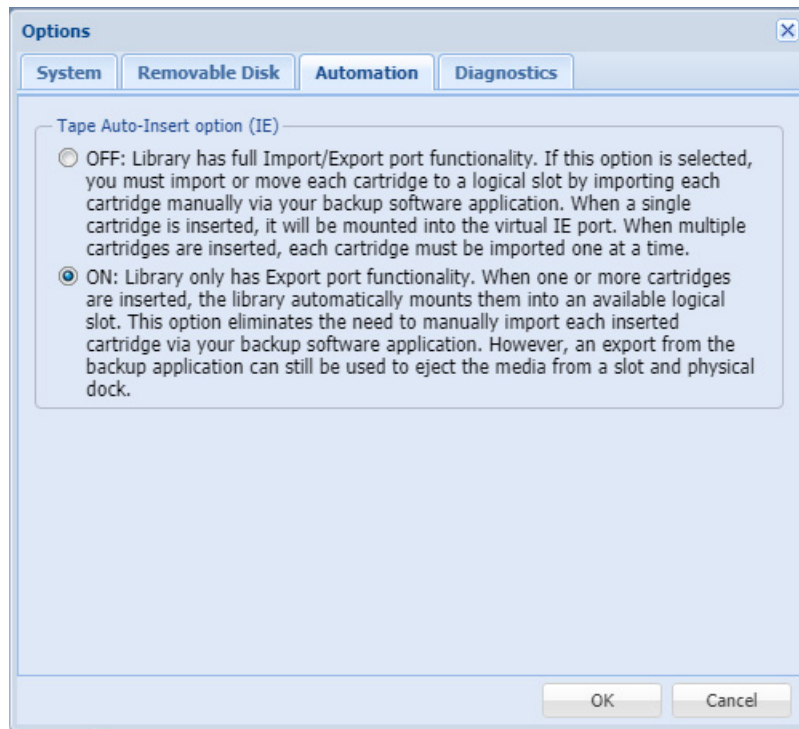 Options
System Removable Disk Automation Diagnostics
Tape Auto-Insert option (IE)
OFF: Library has full Import/Export port functionality. If this option is selected,
you must import or move each cartridge to a logical slot by importing each
cartridge manually via your backup software application. When a single
cartridge is inserted, it will be mounted into the virtual IE port. When multiple
cartridges are inserted, each cartridge must be imported one at a time.
ON: Library only has Export port functionality. When one or more cartridges
are inserted, the library automatically mounts them into an available logical
slot. This option eliminates the need to manually import each inserted
cartridge via your backup software application. However, an export from the
backup application can still be used to eject the media from a slot and physical
dock.
OK Cancel